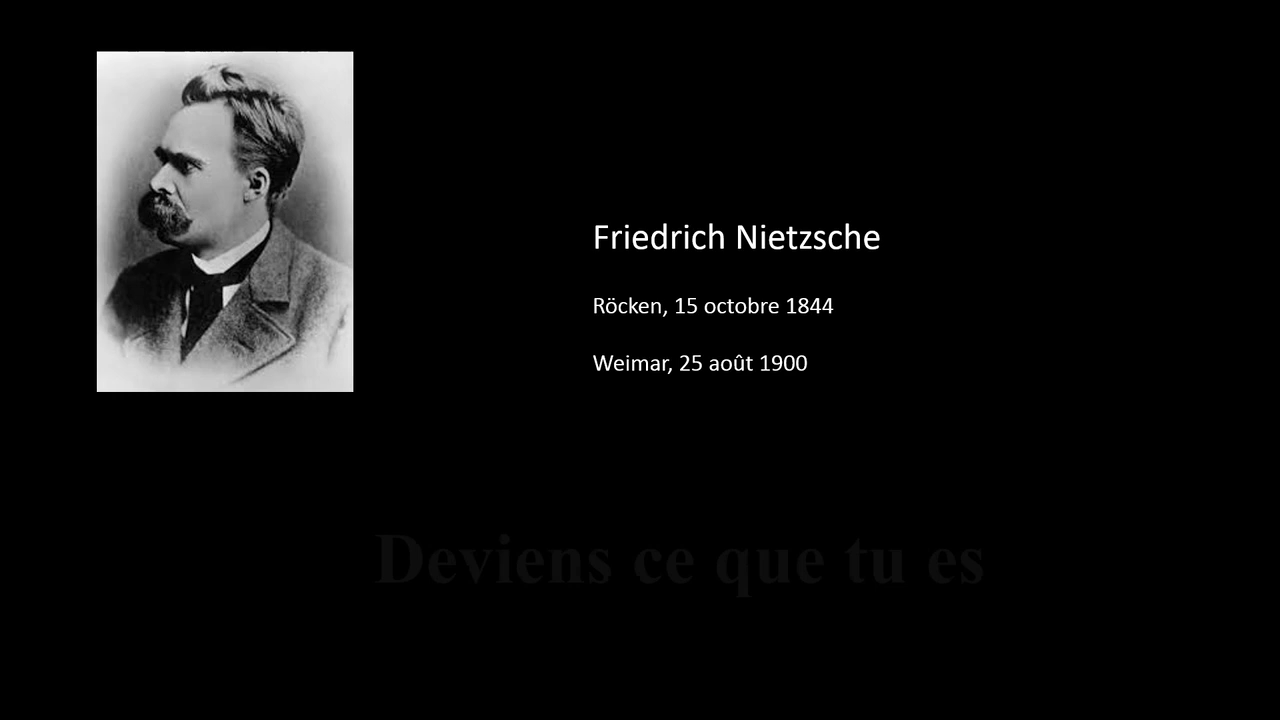 Friedrich Nietzsche
Röcken, 15 octobre 1844
Weimar, 25 août 1900
Deviens ce que tu es